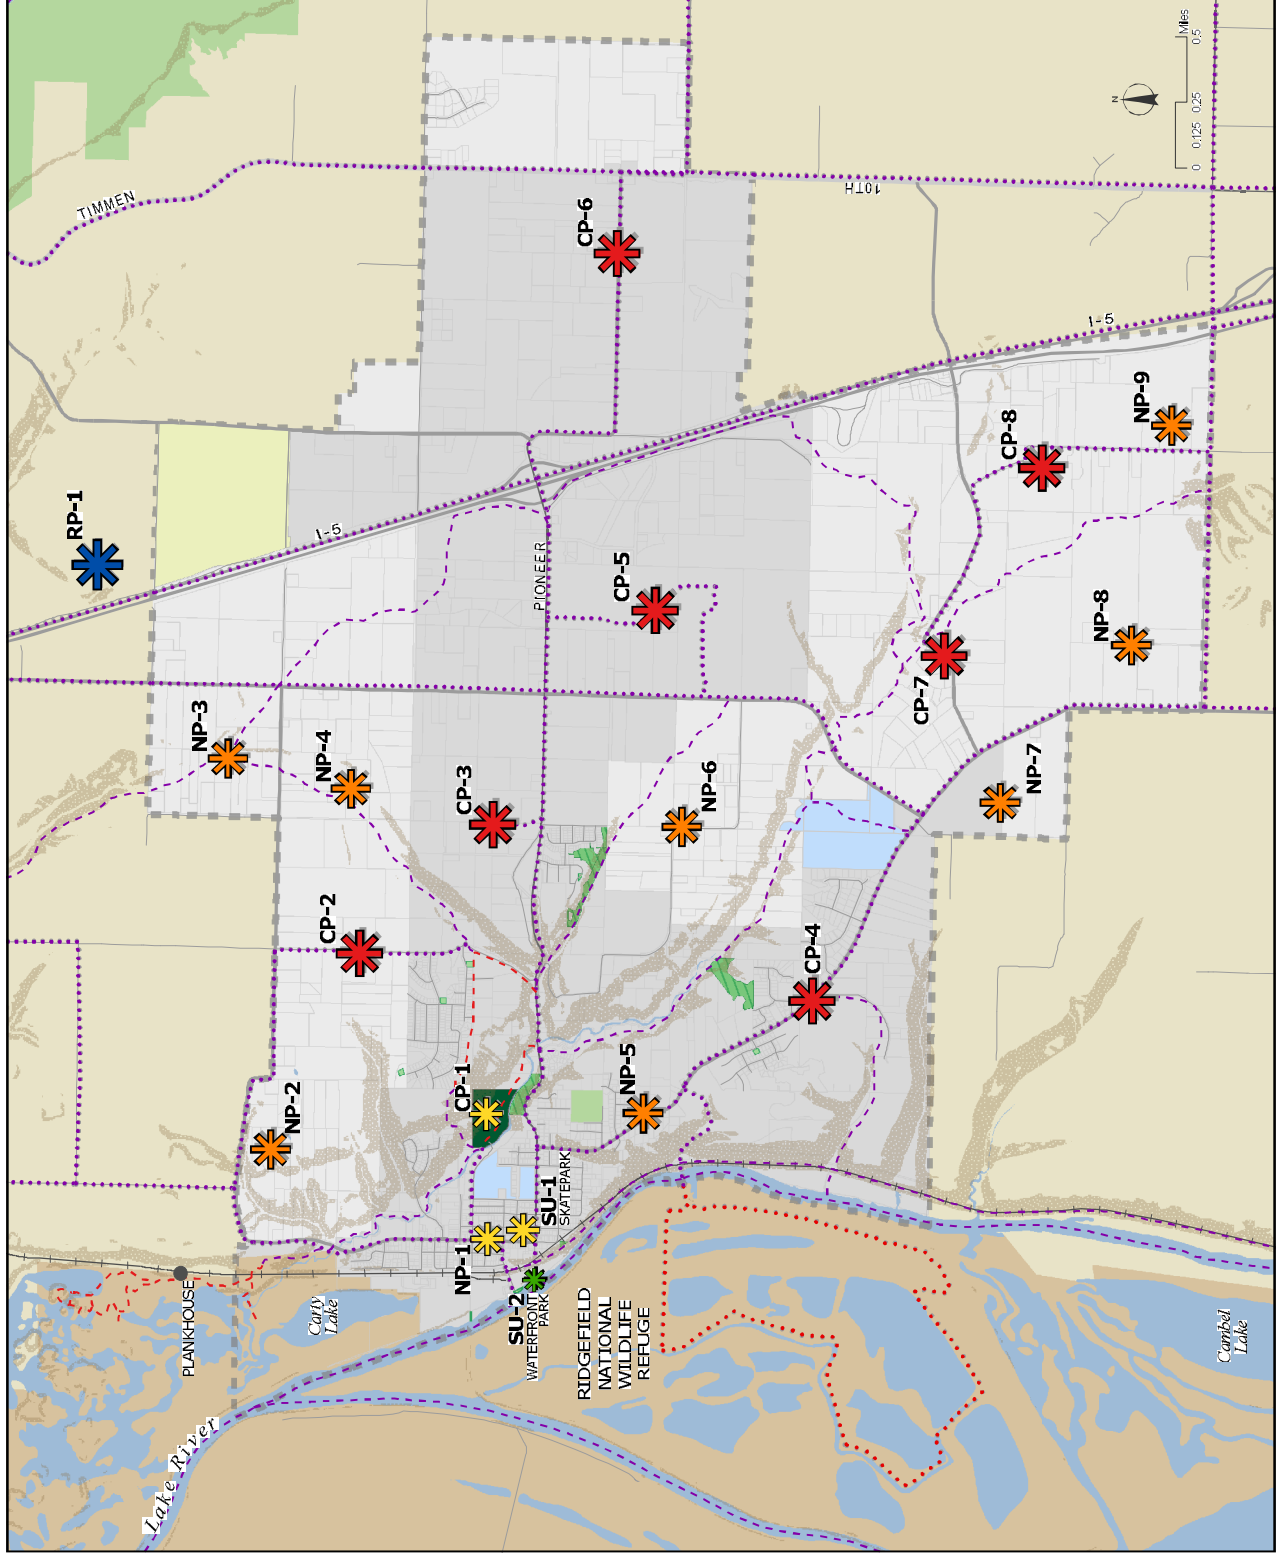 TIMMEN
10TH
Miles
0 0.125 0.25 0.5
N
CP-6
I-5
NP-9
CP-8
RP-1
I-5
PIONEER
CP-5
NP-8
CP-7
NP-3
NP-4
CP-3
NP-6
NP-7
CP-2
CP-4
NP-2
CP-1
NP-5
NP-1
SU-1
SKATEPARK
SU-2
WATERFRONT
PARK
PLANKHOUSE
Carty
Lake
RIDGEFIELD
NATIONAL
WILDLIFE
REFUGE
Lake River
Cambel
Lake